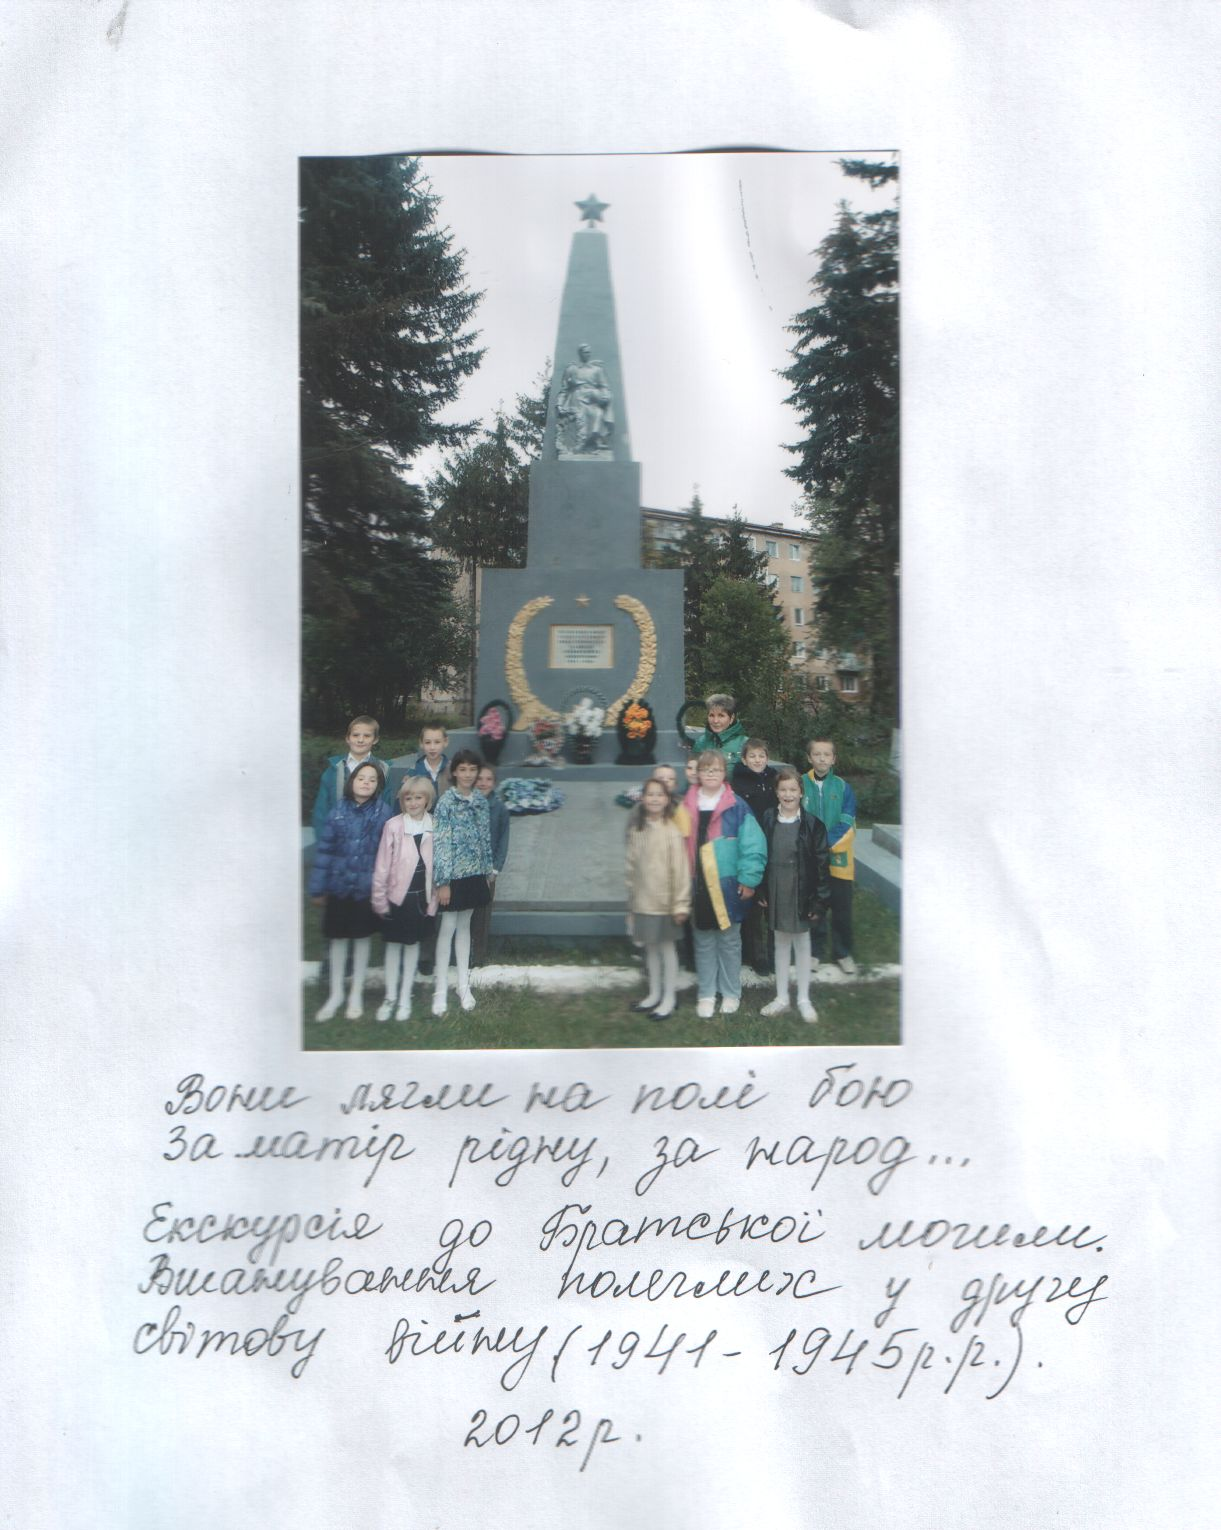 Вони лягли на полі бою
За матір рідну, за народ...
Екскурсія до Братської могили.
Вшанування полеглих у другу
світову війну (1941 - 1945р.р.).
2012р.